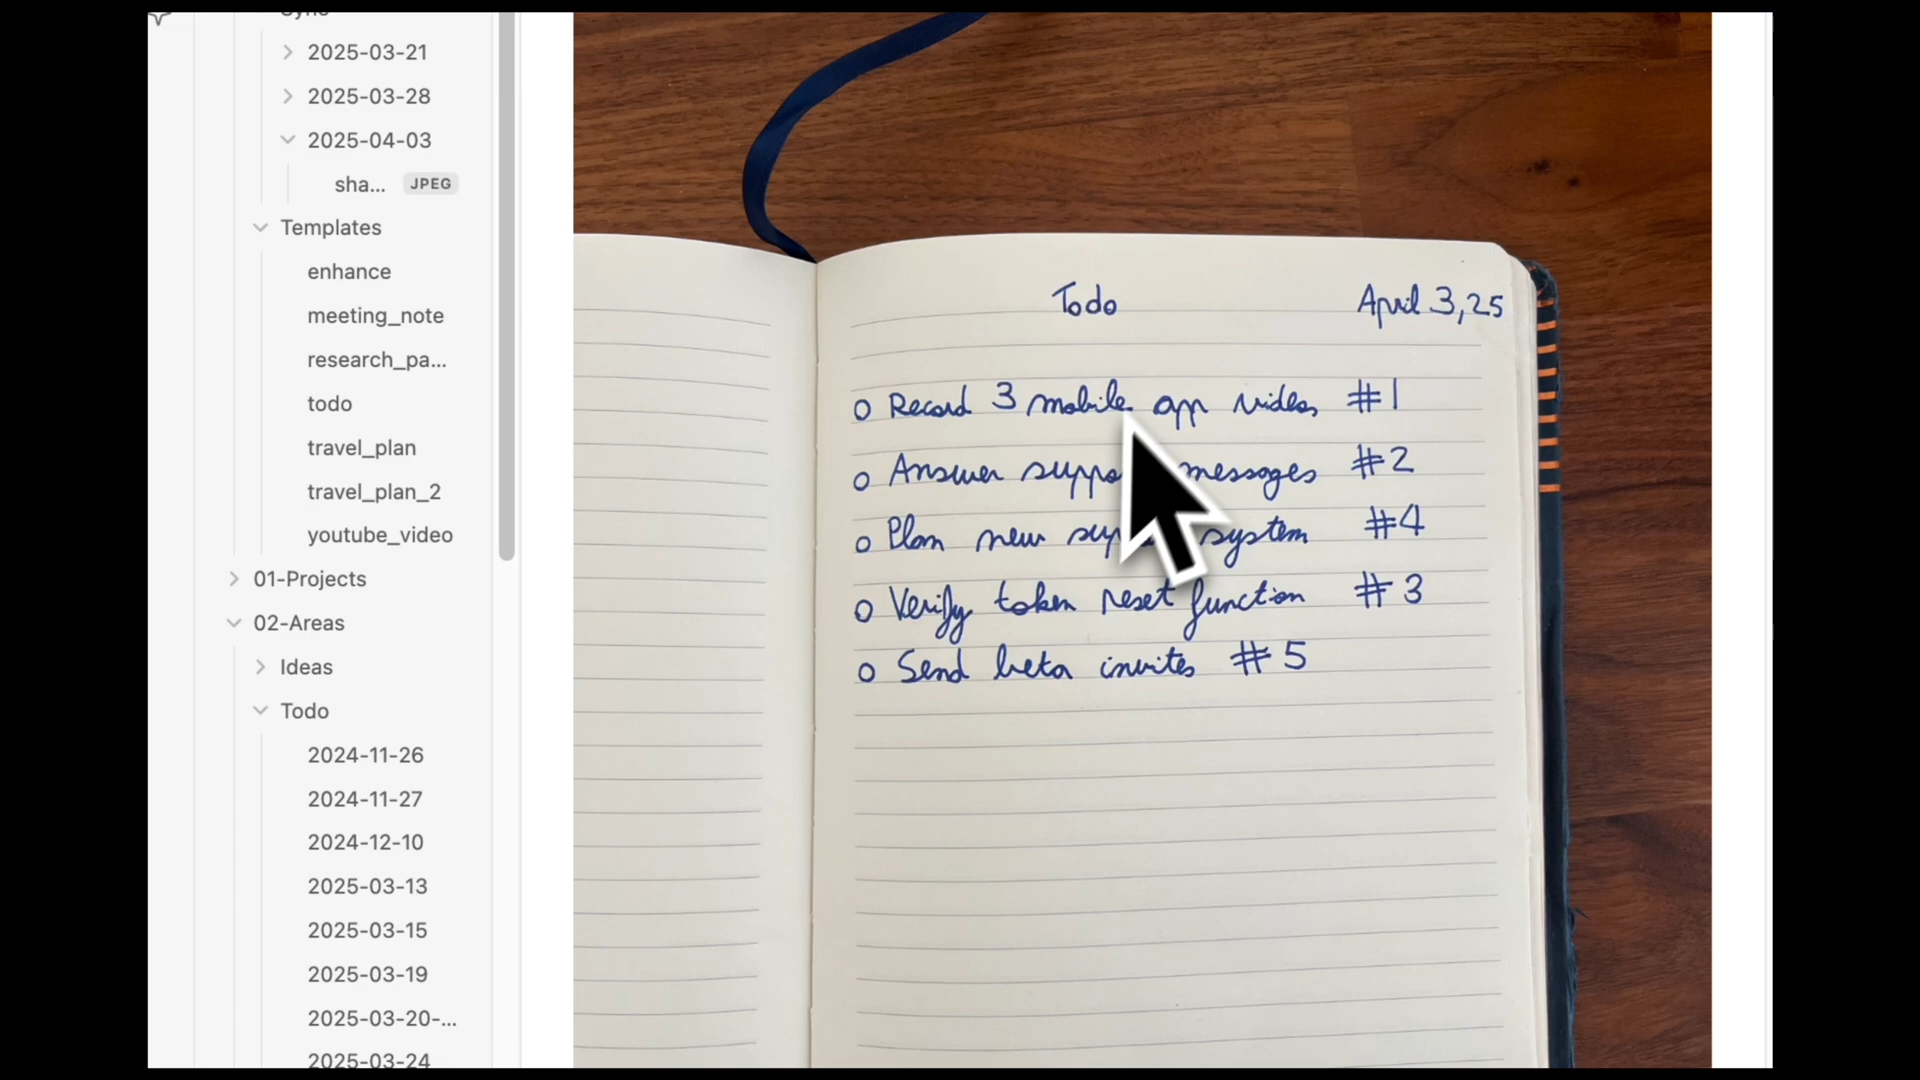 2025-03-21
2025-03-28
2025-04-03
sha... JPEG
Templates
enhance
meeting_note
research_pa...
todo
travel_plan
travel_plan_2
youtube_video
01-Projects
02-Areas
Ideas
Todo
2024-11-26
2024-11-27
2024-12-10
2025-03-13
2025-03-15
2025-03-19
2025-03-20-...
2025-03-24
Todo April 3,25
o Record 3 mobile app videos #1
o Answer messages #2
o Plan new system #4
o Verify token reset function #3
o Send beta invites #5